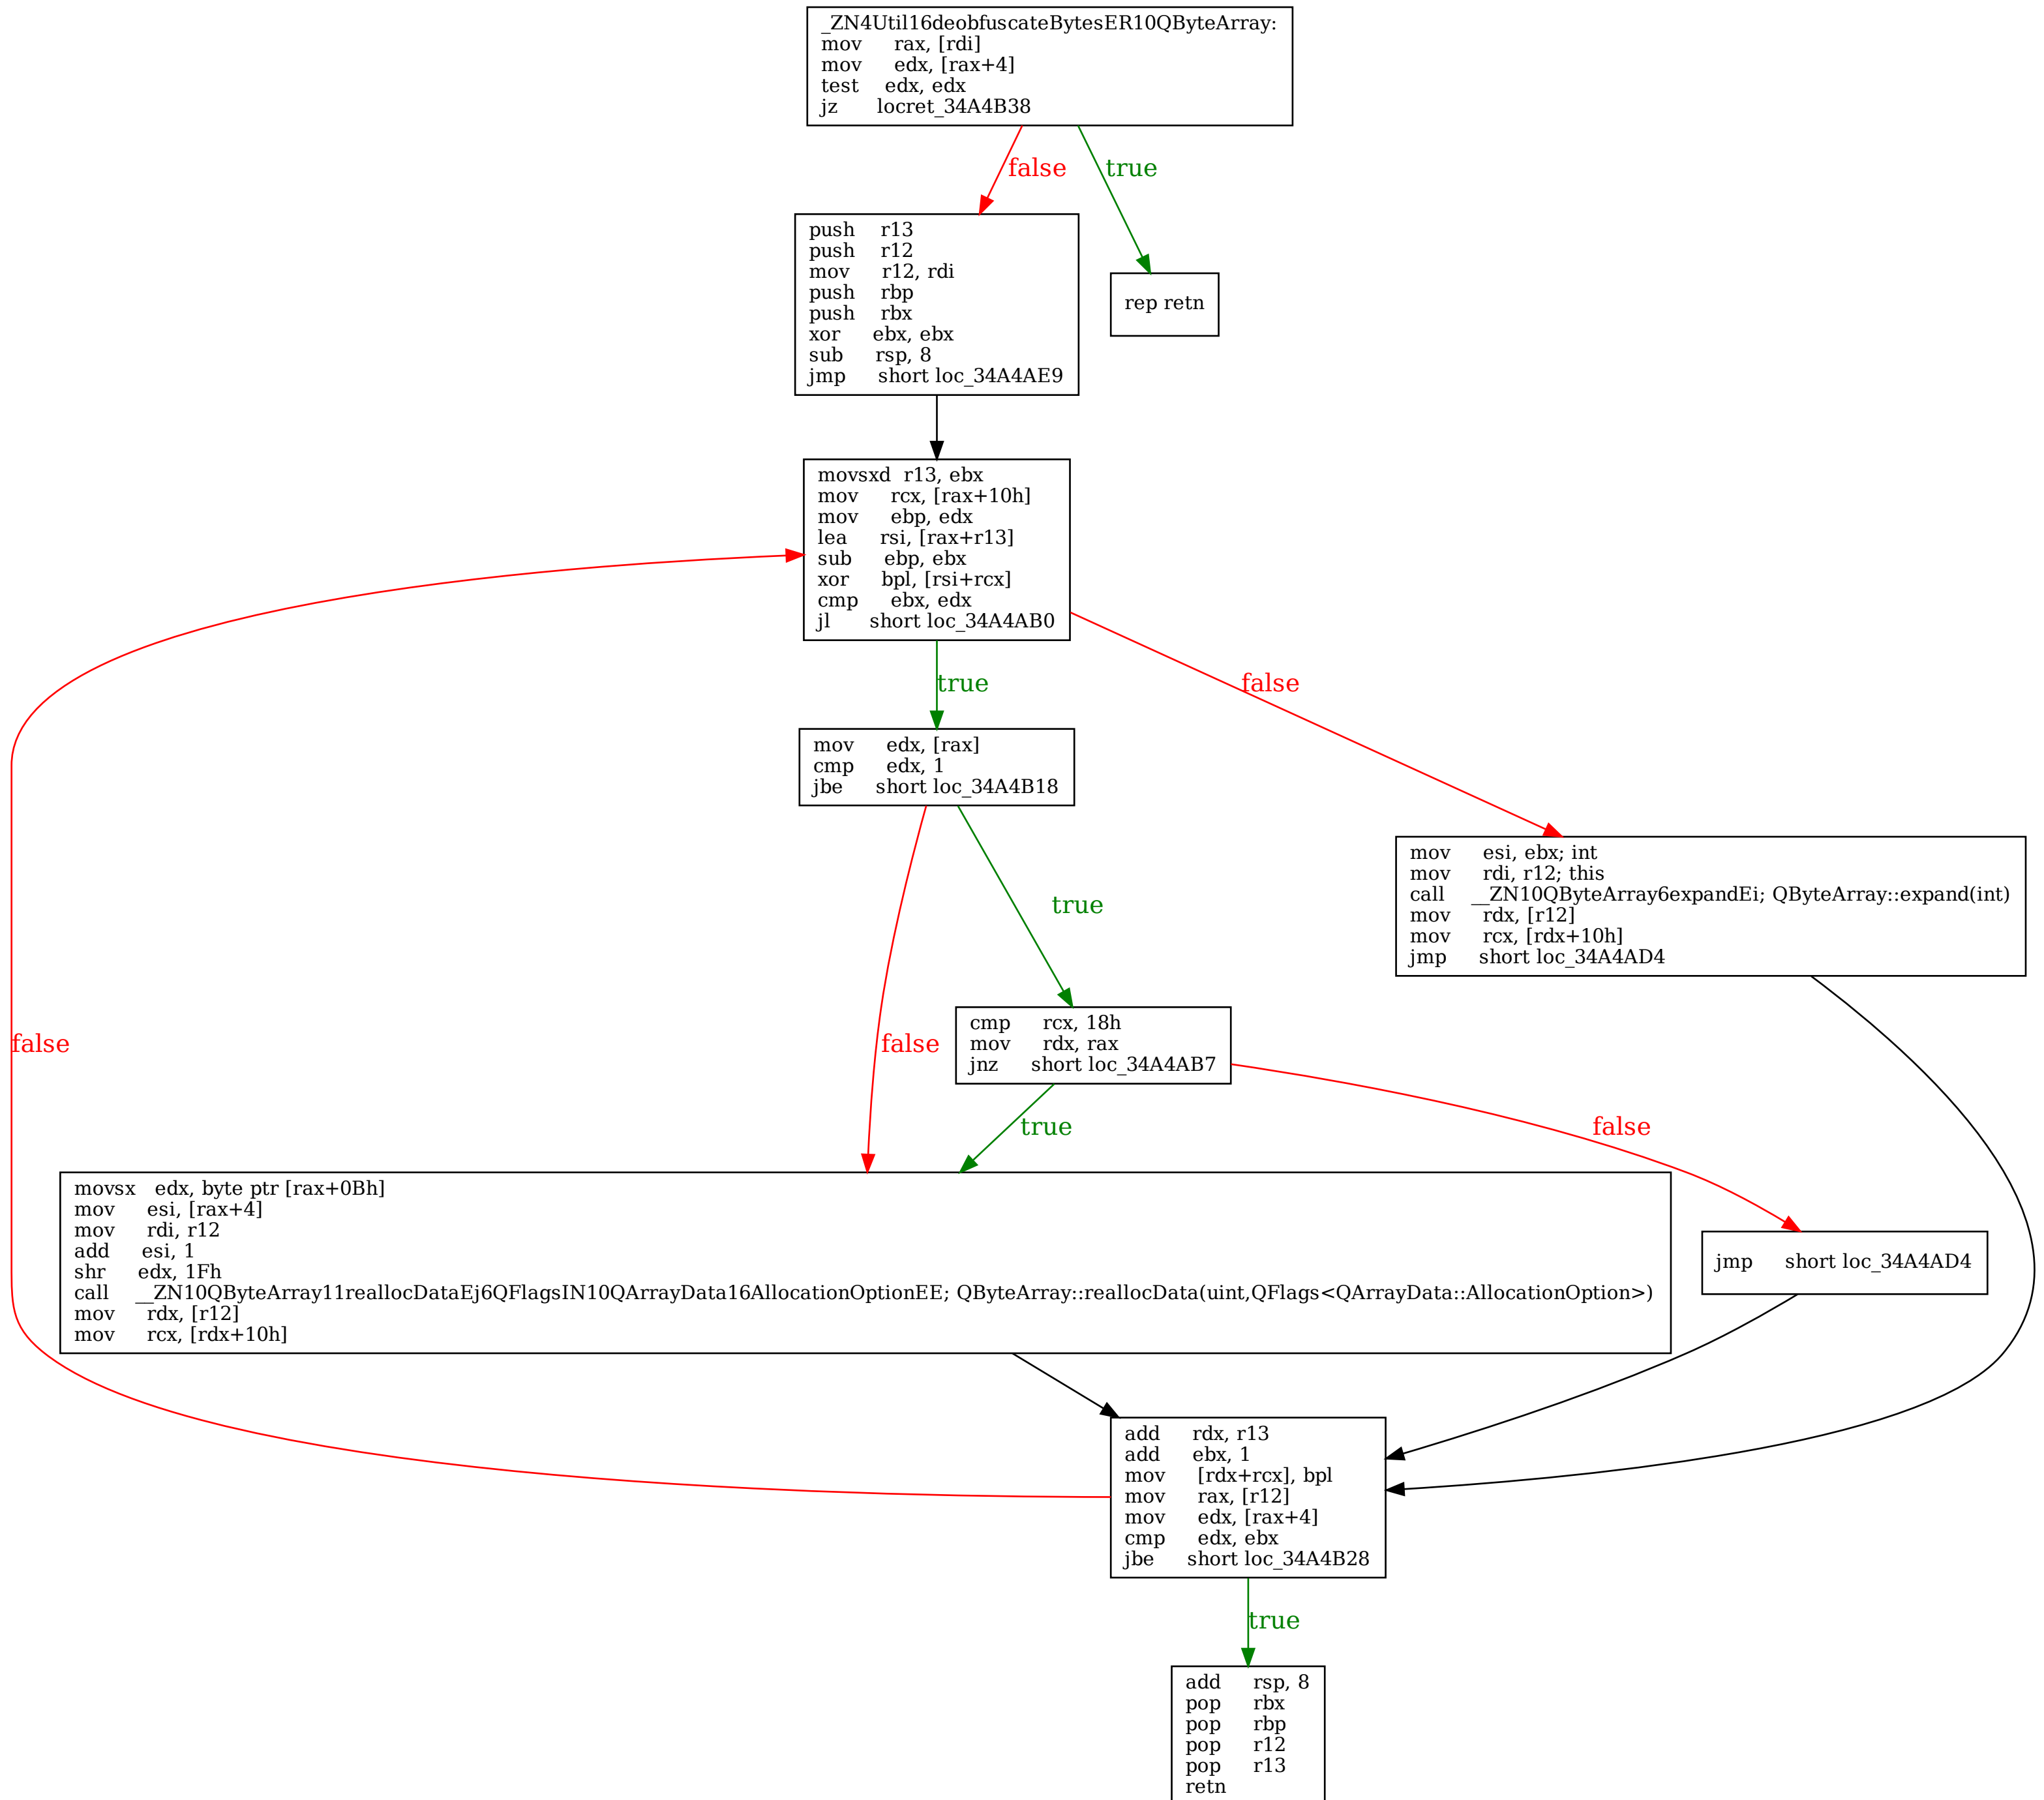 _ZN4Util16deobfuscateBytesER10QByteArray:
mov rax, [rdi]
mov edx, [rax+4]
test edx, edx
jz locret_34A4B38
false
true
push r13
push r12
mov r12, rdi
push rbp
push rbx
xor ebx, ebx
sub rsp, 8
jmp short loc_34A4AE9
rep retn
movsxd r13, ebx
mov rcx, [rax+10h]
mov ebp, edx
lea rsi, [rax+r13]
sub ebp, ebx
xor bpl, [rsi+rcx]
cmp ebx, edx
jl short loc_34A4AB0
true
false
mov edx, [rax]
cmp edx, 1
jbe short loc_34A4B18
mov esi, ebx; int
mov rdi, r12; this
call __ZN10QByteArray6expandEi; QByteArray::expand(int)
mov rdx, [r12]
mov rcx, [rdx+10h]
jmp short loc_34A4AD4
true
false
false
cmp rcx, 18h
mov rdx, rax
jnz short loc_34A4AB7
true
false
movsx edx, byte ptr [rax+0Bh]
mov esi, [rax+4]
mov rdi, r12
add esi, 1
shr edx, 1Fh
call __ZN10QByteArray11reallocDataEj6QFlagsIN10QArrayData16AllocationOptionEE; QByteArray::reallocData(uint,QFlags<QArrayData::AllocationOption>)
mov rdx, [r12]
mov rcx, [rdx+10h]
jmp short loc_34A4AD4
add rdx, r13
add ebx, 1
mov [rdx+rcx], bpl
mov rax, [r12]
mov edx, [rax+4]
cmp edx, ebx
jbe short loc_34A4B28
true
add rsp, 8
pop rbx
pop rbp
pop r12
pop r13
retn